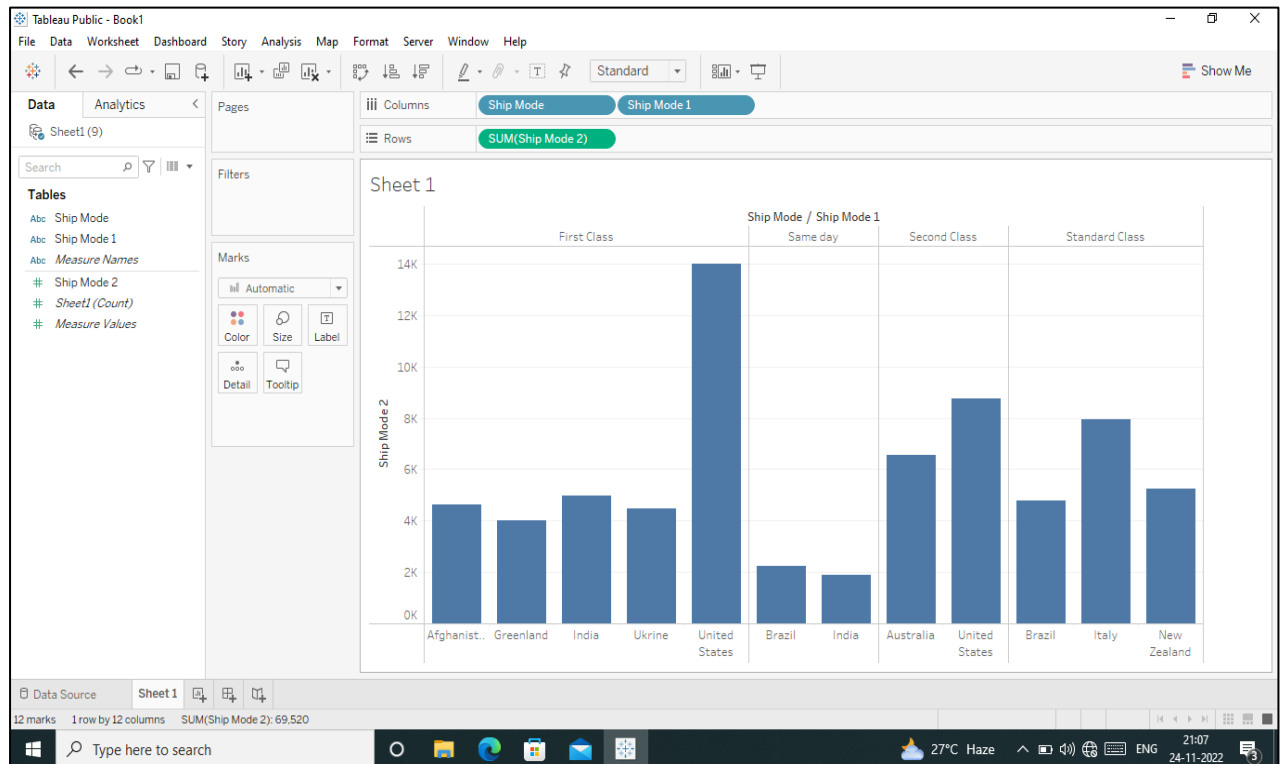 Tableau Public - Book1
File Data Worksheet Dashboard Story Analysis Map Format Server Window Help
Standard
Show Me
Data Analytics
Sheet1 (9)
Search
Tables
Abc Ship Mode
Abc Ship Mode 1
Abc Measure Names
# Ship Mode 2
# Sheet1 (Count)
# Measure Values
Pages
Filters
Marks
Automatic
Color Size Label
Detail Tooltip
Columns Ship Mode Ship Mode 1
Rows SUM(Ship Mode 2)
Sheet 1
Ship Mode / Ship Mode 1
First Class Same day Second Class Standard Class
14K
12K
10K
8K
6K
4K
2K
0K
Ship Mode 2
Afghanist.. Greenland India Ukrine United States Brazil India Australia United States Brazil Italy New Zealand
Data Source Sheet 1
12 marks 1 row by 12 columns SUM(Ship Mode 2): 69,520
Type here to search
27°C Haze
ENG
21:07
24-11-2022
3